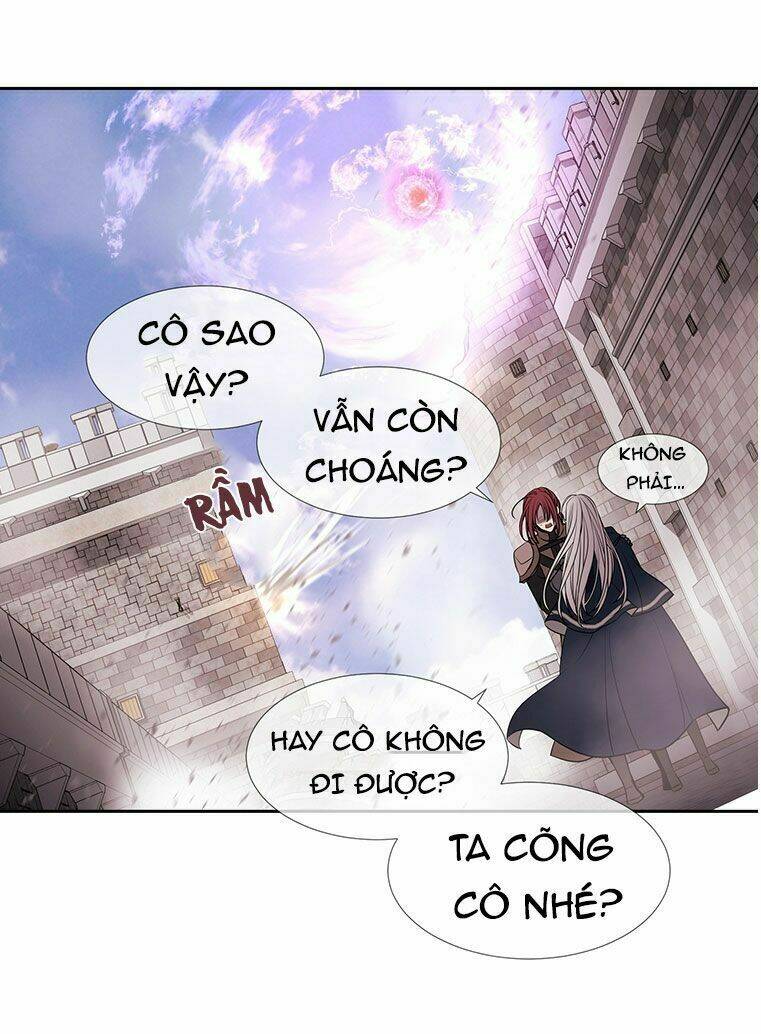 CÔ SAO
VẬY?
VẪN CÒN
CHOÁNG?
KHÔNG
PHẢI...
RẦM
HAY CÔ KHÔNG
ĐI ĐƯỢC?
TA CÕNG
CÔ NHÉ?